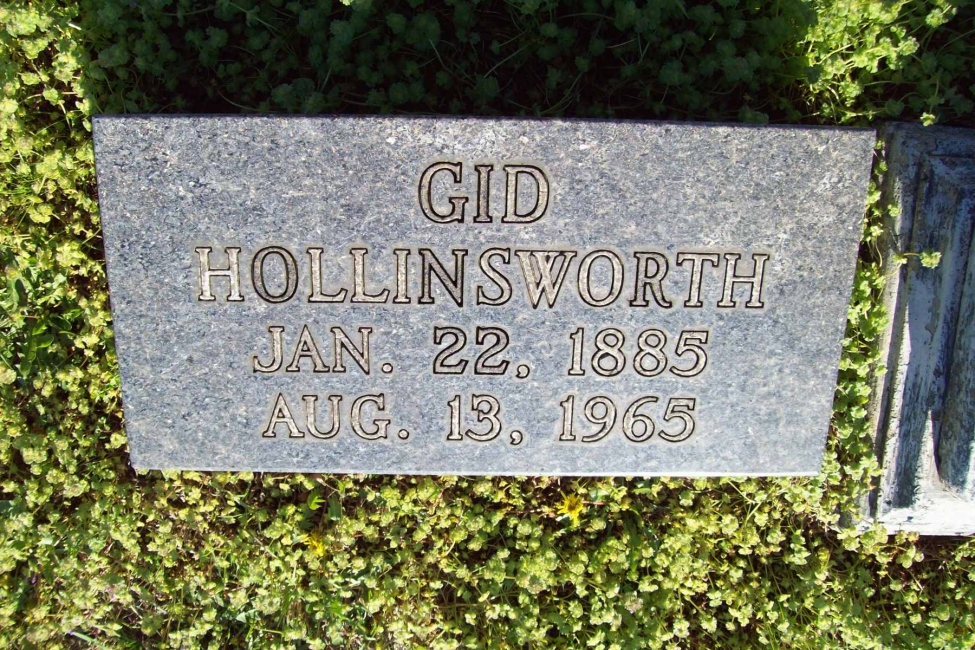 GID
HOLLINSWORTH
JAN. 22, 1885
AUG. 13, 1965